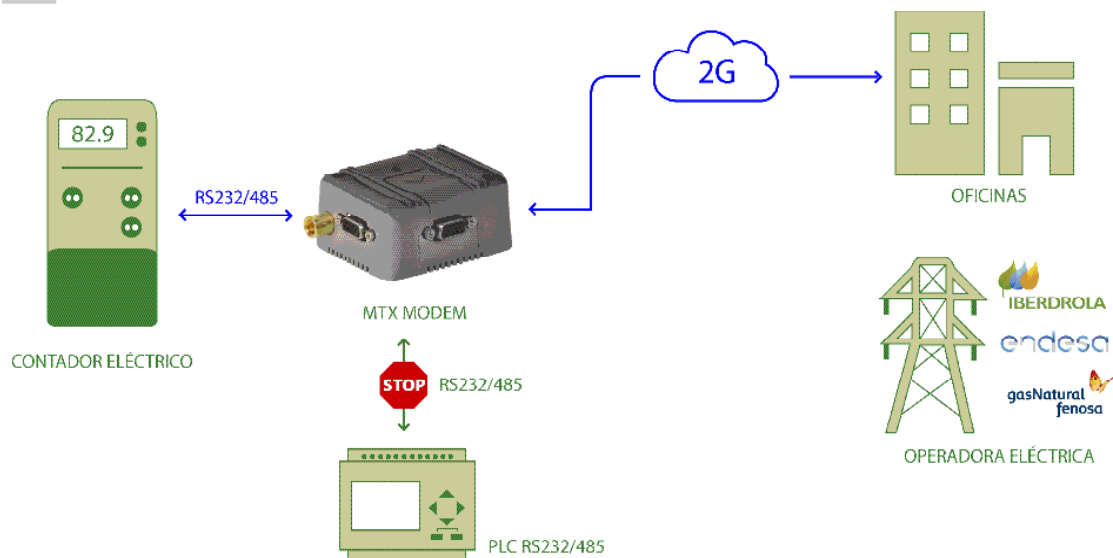 2G
82.9
RS232/485
OFICINAS
MTX MODEM
IBERDROLA
endesa
gasNatural
fenosa
CONTADOR ELÉCTRICO
STOP
RS232/485
OPERADORA ELÉCTRICA
PLC RS232/485